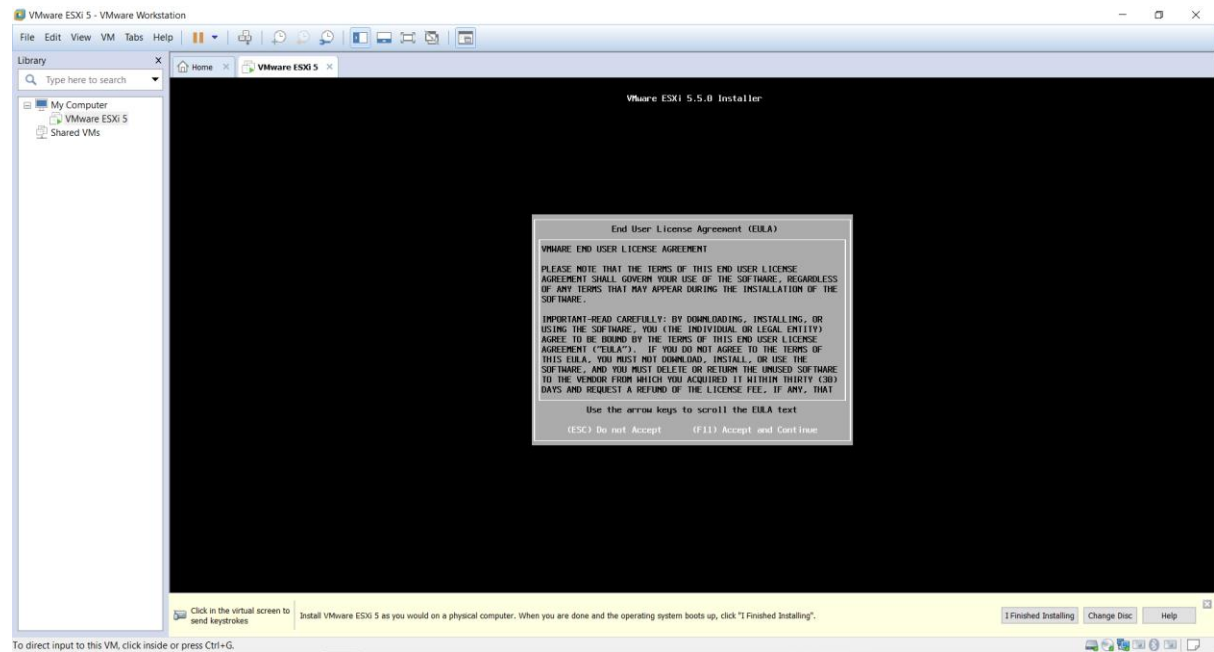 VMware ESXi 5 - VMware Workstation
File Edit View VM Tabs Help
Library
Type here to search
My Computer
VMware ESXi 5
Shared VMs
Home
VMware ESXi 5
VMware ESXi 5.5.0 Installer
End User License Agreement (EULA)
VMWARE END USER LICENSE AGREEMENT
PLEASE NOTE THAT THE TERMS OF THIS END USER LICENSE
AGREEMENT SHALL GOVERN YOUR USE OF THE SOFTWARE, REGARDLESS
OF ANY TERMS THAT MAY APPEAR DURING THE INSTALLATION OF THE
SOFTWARE.
IMPORTANT-READ CAREFULLY: BY DOWNLOADING, INSTALLING, OR
USING THE SOFTWARE, YOU (THE INDIVIDUAL OR LEGAL ENTITY)
AGREE TO BE BOUND BY THE TERMS OF THIS END USER LICENSE
AGREEMENT ("EULA"). IF YOU DO NOT AGREE TO THE TERMS OF
THIS EULA, YOU MUST NOT DOWNLOAD, INSTALL, OR USE THE
SOFTWARE, AND YOU MUST DELETE OR RETURN THE UNUSED SOFTWARE
TO THE VENDOR FROM WHICH YOU ACQUIRED IT WITHIN THIRTY (30)
DAYS AND REQUEST A REFUND OF THE LICENSE FEE, IF ANY, THAT
Use the arrow keys to scroll the EULA text
(ESC) Do not Accept (F11) Accept and Continue
Click in the virtual screen to
send keystrokes
Install VMware ESXi 5 as you would on a physical computer. When you are done and the operating system boots up, click "I Finished Installing".
I Finished Installing
Change Disc
Help
To direct input to this VM, click inside or press Ctrl+G.